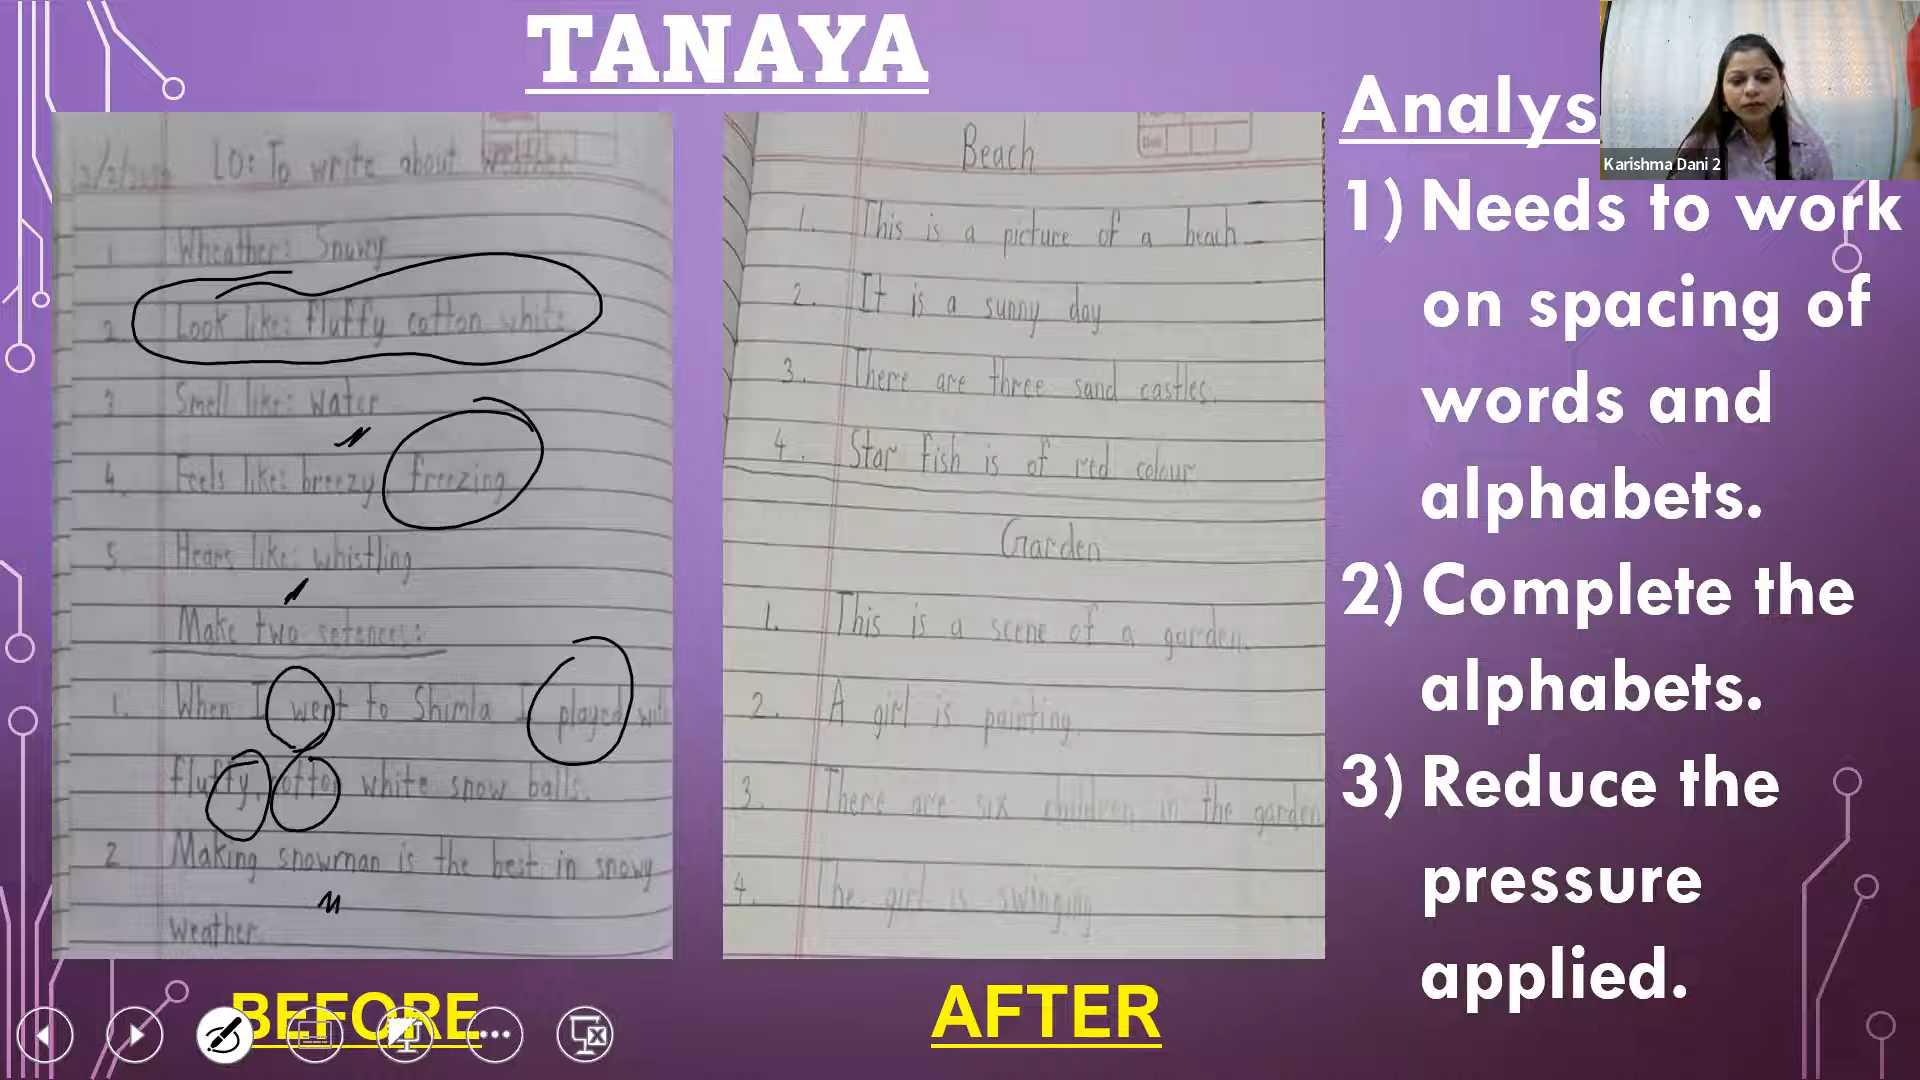 TANAYA
Karishma Dani 2
LO: To write about weather
1 Wheather: Snowy
2. Look like: fluffy cotton white
3 Smell like: water
4. Feels like: breezy freezing
5. Hears like: whistling
Make two setences:
1. When I went to Shimla I played with
fluffy, cotton white snow balls.
2. Making snowman is the best in snowy
weather.
BEFORE
Beach
1. This is a picture of a beach.
2. It is a sunny day
3. There are three sand castles.
4. Star fish is of red colour
Garden
1. This is a scene of a garden.
2. A girl is painting.
3. There are six children in the garden
4. The girl is swinging
AFTER
Analys
1) Needs to work
on spacing of
words and
alphabets.
2) Complete the
alphabets.
3) Reduce the
pressure
applied.